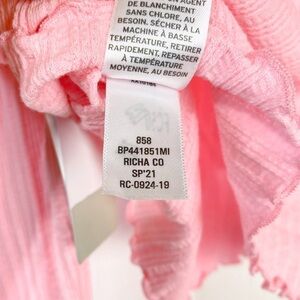 DE BLANCHIMENT
SANS CHLORE, AU
BESOIN. SÉCHER À LA
MACHINE À BASSE
TEMPÉRATURE, RETIRER
RAPIDEMENT. REPASSER
À TEMPÉRATURE
MOYENNE, AU BESOIN
858
BP441851MI
RICHA CO
SP'21
RC-0924-19